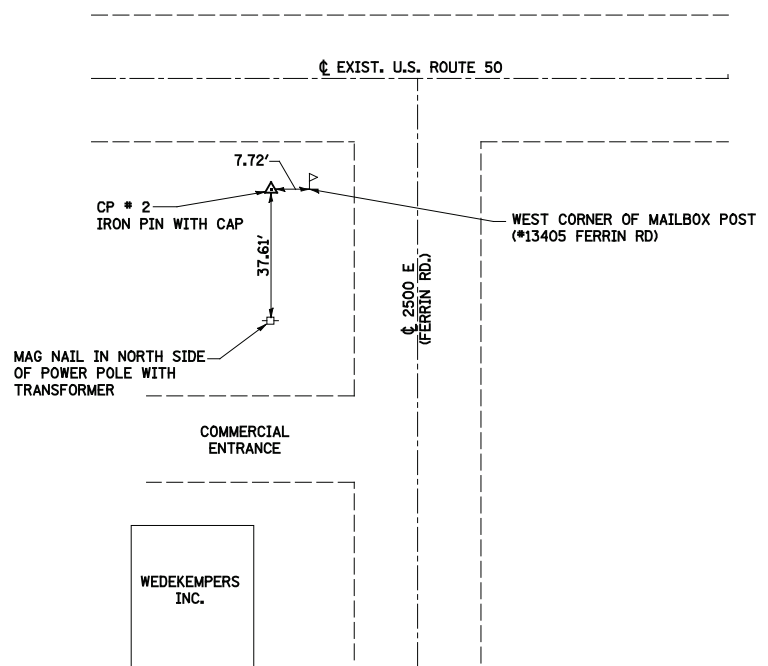 ℄ EXIST. U.S. ROUTE 50
7.72'
CP # 2
IRON PIN WITH CAP
WEST CORNER OF MAILBOX POST
(#13405 FERRIN RD)
37.61'
℄ 2500 E
(FERRIN RD.)
MAG NAIL IN NORTH SIDE
OF POWER POLE WITH
TRANSFORMER
COMMERCIAL
ENTRANCE
WEDEKEMPERS
INC.